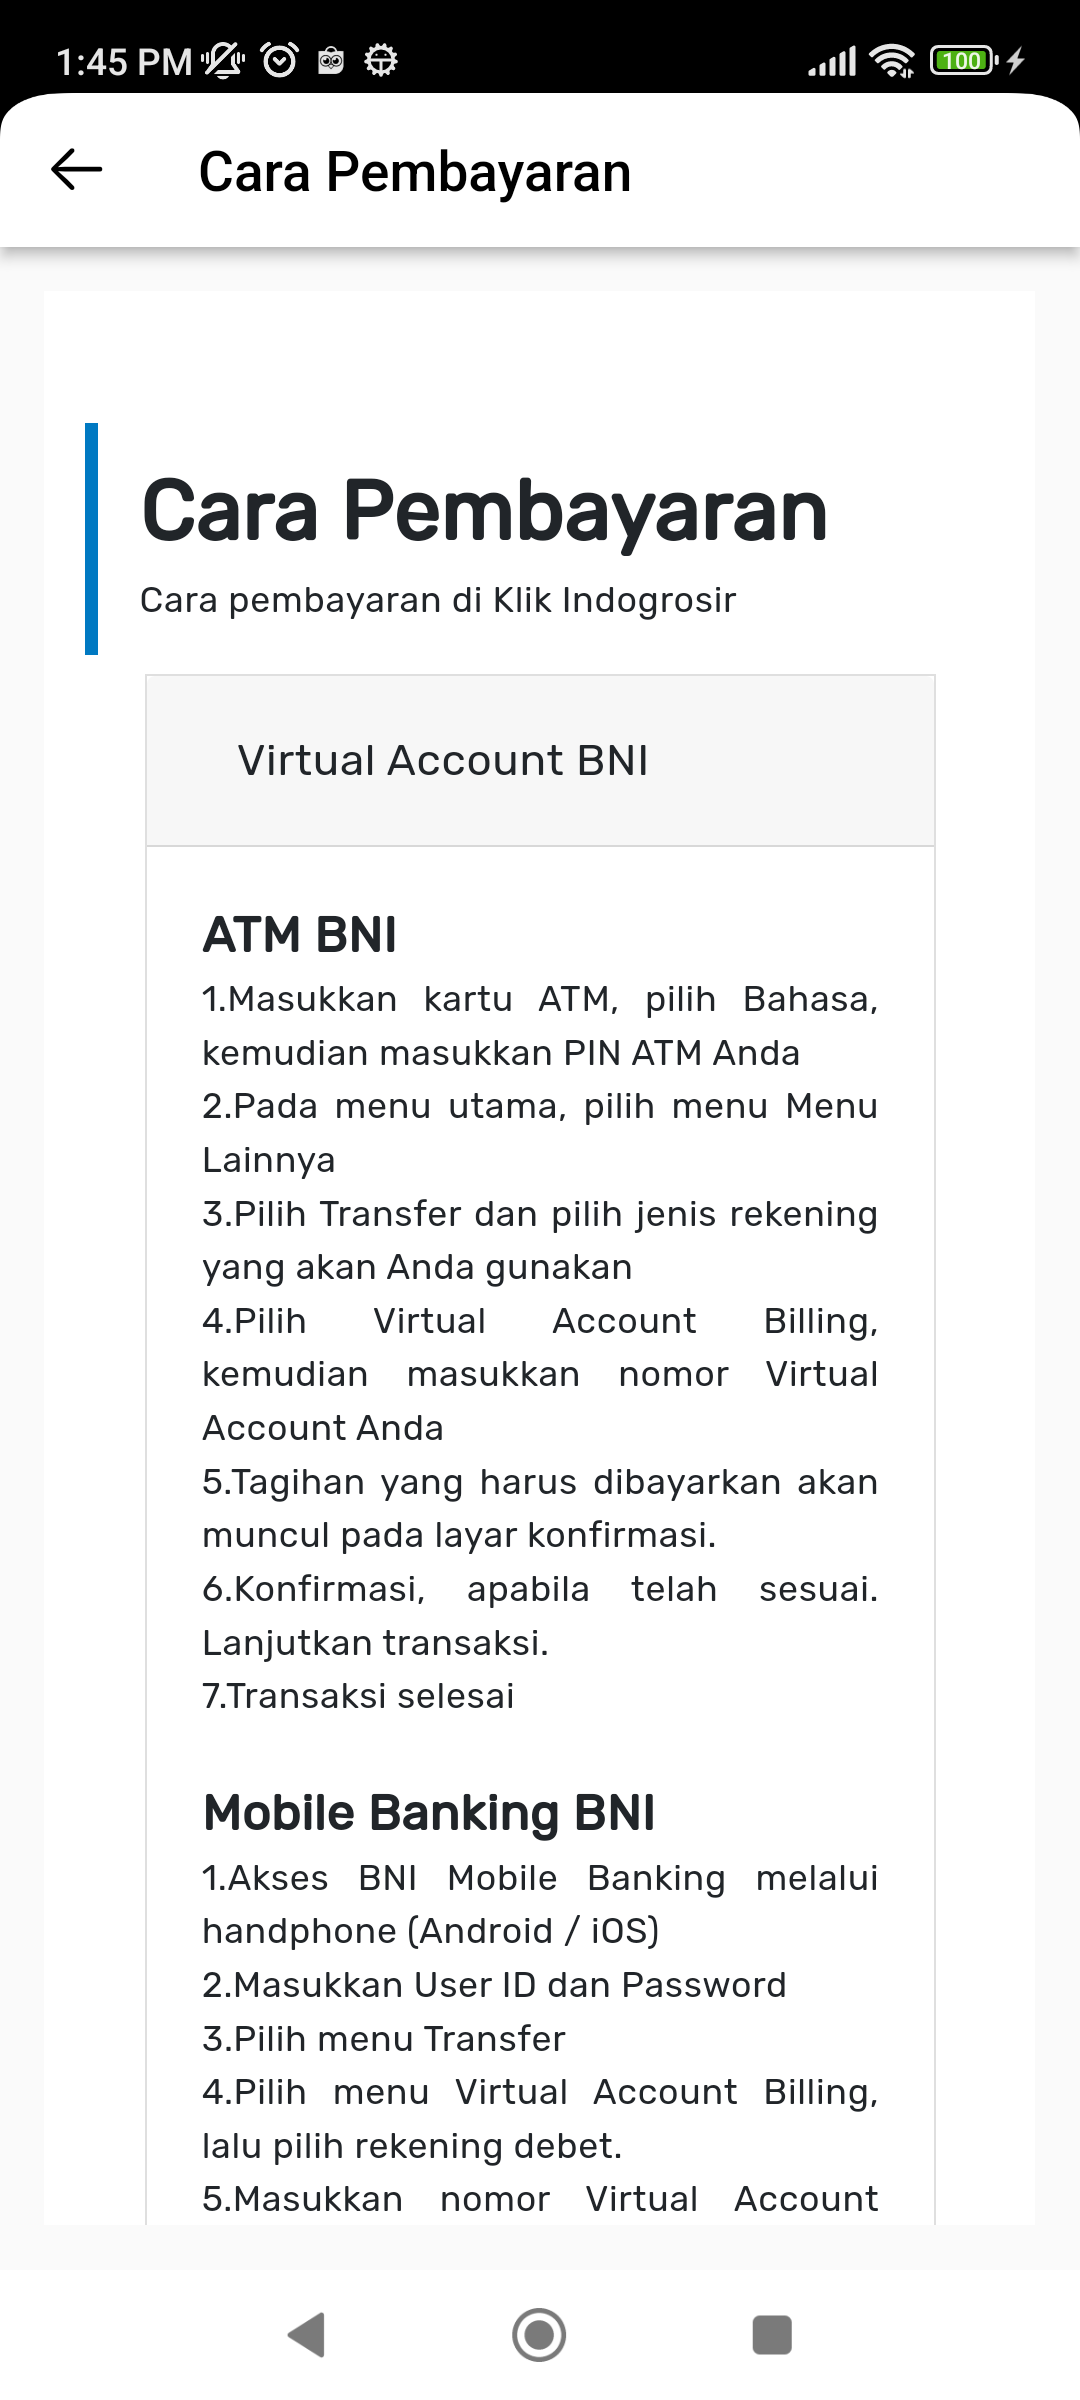 1:45 PM
100
Cara Pembayaran
Cara Pembayaran
Cara pembayaran di Klik Indogrosir
Virtual Account BNI
ATM BNI
1.Masukkan kartu ATM, pilih Bahasa,
kemudian masukkan PIN ATM Anda
2.Pada menu utama, pilih menu Menu
Lainnya
3.Pilih Transfer dan pilih jenis rekening
yang akan Anda gunakan
4.Pilih Virtual Account Billing,
kemudian masukkan nomor Virtual
Account Anda
5.Tagihan yang harus dibayarkan akan
muncul pada layar konfirmasi.
6.Konfirmasi, apabila telah sesuai.
Lanjutkan transaksi.
7.Transaksi selesai
Mobile Banking BNI
1.Akses BNI Mobile Banking melalui
handphone (Android / iOS)
2.Masukkan User ID dan Password
3.Pilih menu Transfer
4.Pilih menu Virtual Account Billing,
lalu pilih rekening debet.
5.Masukkan nomor Virtual Account